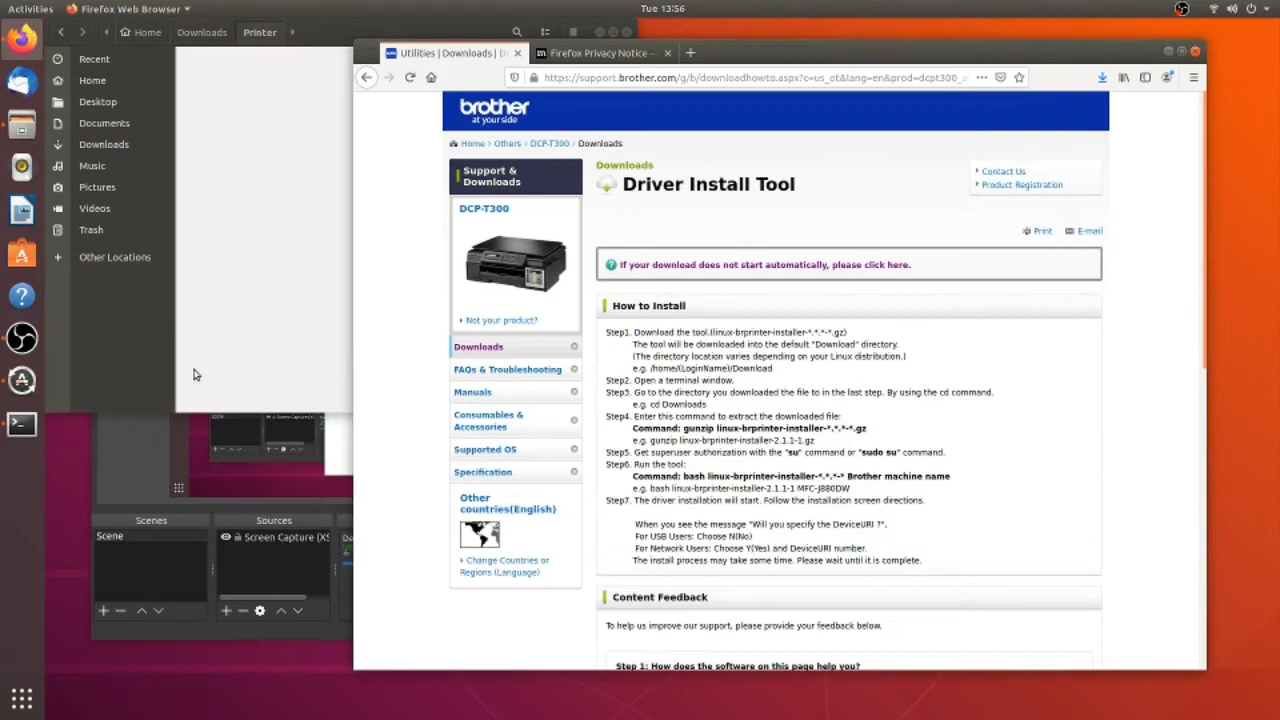 Activities
Firefox Web Browser
Tue 13:56
Home
Downloads
Printer
Recent
Home
Desktop
Documents
Downloads
Music
Pictures
Videos
Trash
Other Locations
Scenes
Scene
Sources
Screen Capture (XS
Utilities | Downloads | D
Firefox Privacy Notice —
https://support.brother.com/g/b/downloadhowto.aspx?c=us_ot&lang=en&prod=dcpt300_a
brother
at your side
Home > Others > DCP-T300 > Downloads
Support &
Downloads
DCP-T300
Not your product?
Downloads
FAQs & Troubleshooting
Manuals
Consumables &
Accessories
Supported OS
Specification
Other
countries(English)
Change Countries or
Regions (Language)
Downloads
Driver Install Tool
Contact Us
Product Registration
Print
E-mail
If your download does not start automatically, please click here.
How to Install
Step1. Download the tool.(linux-brprinter-installer-*.*.*-*.gz)
The tool will be downloaded into the default "Download" directory.
(The directory location varies depending on your Linux distribution.)
e.g. /home/(LoginName)/Download
Step2. Open a terminal window.
Step3. Go to the directory you downloaded the file to in the last step. By using the cd command.
e.g. cd Downloads
Step4. Enter this command to extract the downloaded file:
Command: gunzip linux-brprinter-installer-*.*.*-*.gz
e.g. gunzip linux-brprinter-installer-2.1.1-1.gz
Step5. Get superuser authorization with the "su" command or "sudo su" command.
Step6. Run the tool:
Command: bash linux-brprinter-installer-*.*.*-* Brother machine name
e.g. bash linux-brprinter-installer-2.1.1-1 MFC-J880DW
Step7. The driver installation will start. Follow the installation screen directions.
When you see the message "Will you specify the DeviceURI ?",
For USB Users: Choose N(No)
For Network Users: Choose Y(Yes) and DeviceURI number.
The install process may take some time. Please wait until it is complete.
Content Feedback
To help us improve our support, please provide your feedback below.
Step 1: How does the software on this page help you?